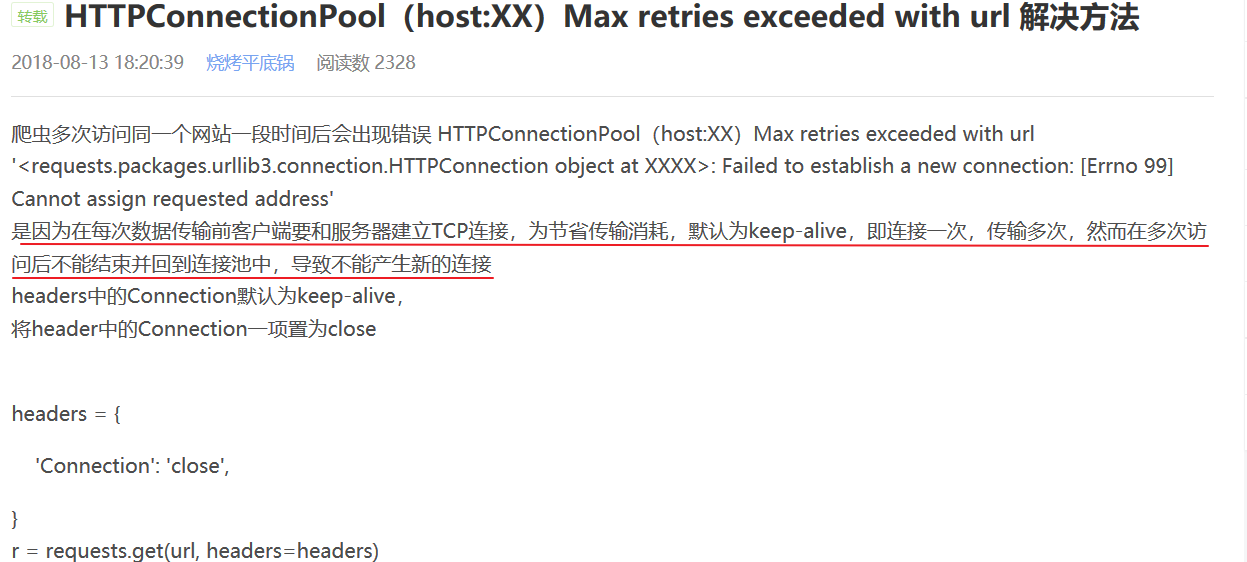 转载 HTTPConnectionPool（host:XX）Max retries exceeded with url 解决方法
2018-08-13 18:20:39 烧烤平底锅 阅读数 2328
爬虫多次访问同一个网站一段时间后会出现错误 HTTPConnectionPool（host:XX）Max retries exceeded with url
'<requests.packages.urllib3.connection.HTTPConnection object at XXXX>: Failed to establish a new connection: [Errno 99]
Cannot assign requested address'
是因为在每次数据传输前客户端要和服务器建立TCP连接，为节省传输消耗，默认为keep-alive，即连接一次，传输多次，然而在多次访
问后不能结束并回到连接池中，导致不能产生新的连接
headers中的Connection默认为keep-alive，
将header中的Connection一项置为close
headers = {
'Connection': 'close',
}
r = requests.get(url, headers=headers)